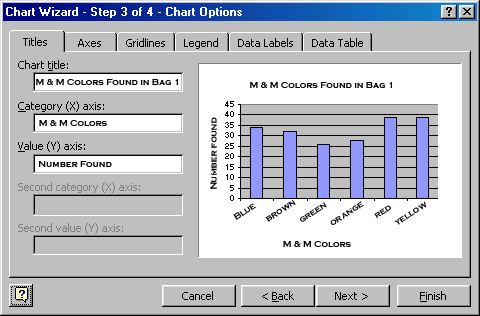 Chart Wizard - Step 3 of 4 - Chart Options
Titles Axes Gridlines Legend Data Labels Data Table
Chart title:
M & M Colors Found in Bag 1
Category (X) axis:
M & M Colors
Value (Y) axis:
Number Found
Second category (X) axis:
Second value (Y) axis:
M & M Colors Found in Bag 1
Number found
45
40
35
30
25
20
15
10
5
0
Blue brown green orange red yellow
M & M Colors
Cancel < Back Next > Finish